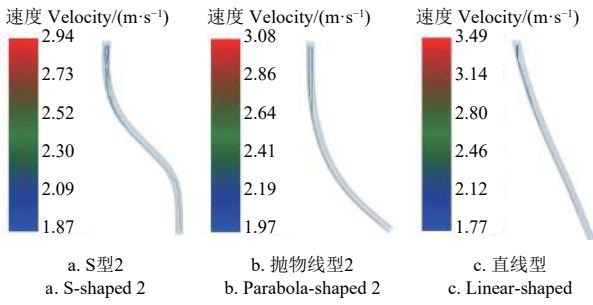 速度 Velocity/(m·s⁻¹)
2.94
2.73
2.52
2.30
2.09
1.87
a. S型2
a. S-shaped 2
速度 Velocity/(m·s⁻¹)
3.08
2.86
2.64
2.41
2.19
1.97
b. 抛物线型2
b. Parabola-shaped 2
速度 Velocity/(m·s⁻¹)
3.49
3.14
2.80
2.46
2.12
1.77
c. 直线型
c. Linear-shaped